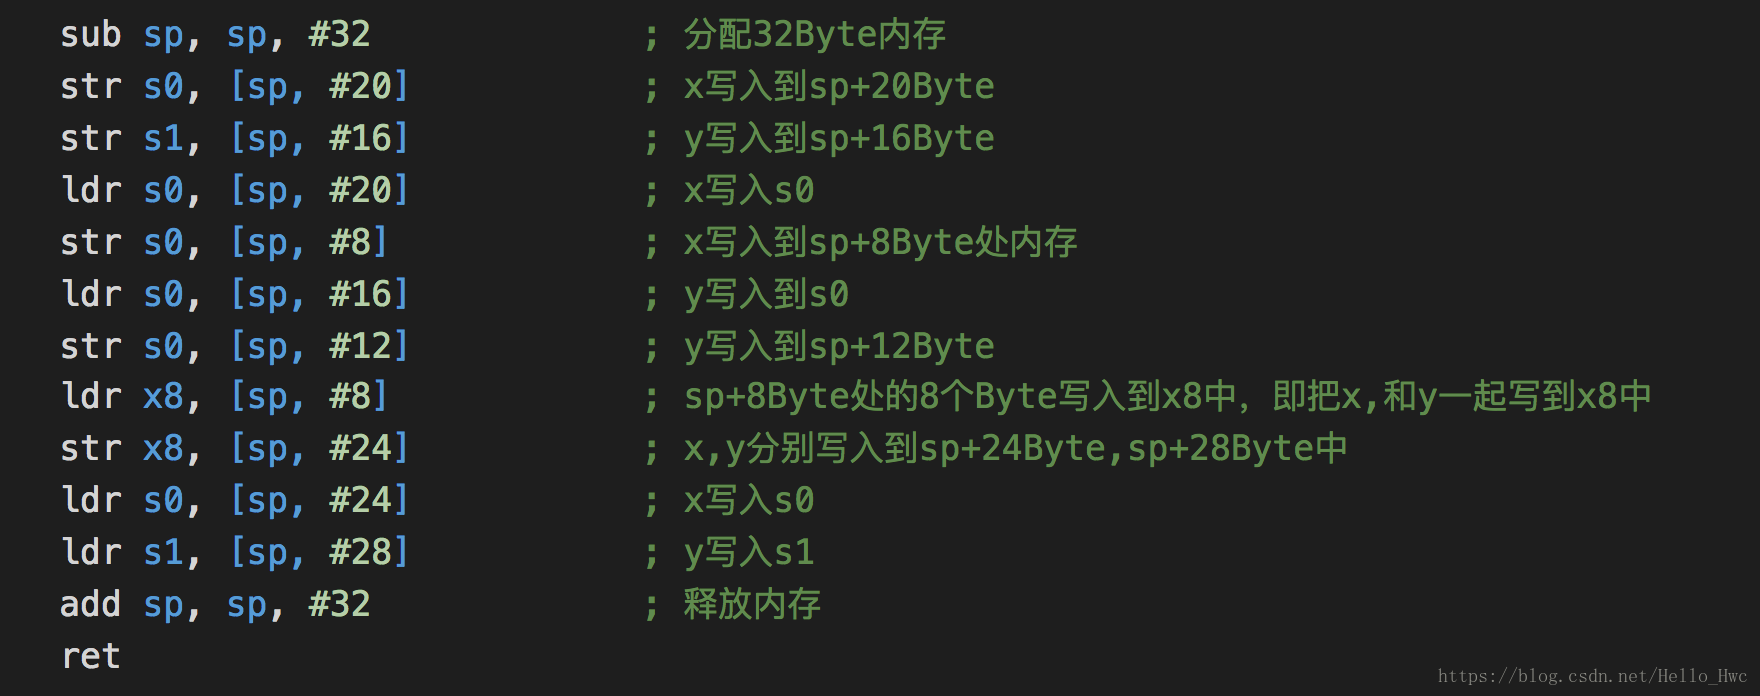 sub sp, sp, #32 ; 分配32Byte内存
str s0, [sp, #20] ; x写入到sp+20Byte
str s1, [sp, #16] ; y写入到sp+16Byte
ldr s0, [sp, #20] ; x写入s0
str s0, [sp, #8] ; x写入到sp+8Byte处内存
ldr s0, [sp, #16] ; y写入到s0
str s0, [sp, #12] ; y写入到sp+12Byte
ldr x8, [sp, #8] ; sp+8Byte处的8个Byte写入到x8中，即把x,和y一起写到x8中
str x8, [sp, #24] ; x,y分别写入到sp+24Byte,sp+28Byte中
ldr s0, [sp, #24] ; x写入s0
ldr s1, [sp, #28] ; y写入s1
add sp, sp, #32 ; 释放内存
ret
https://blog.csdn.net/Hello_Hwc